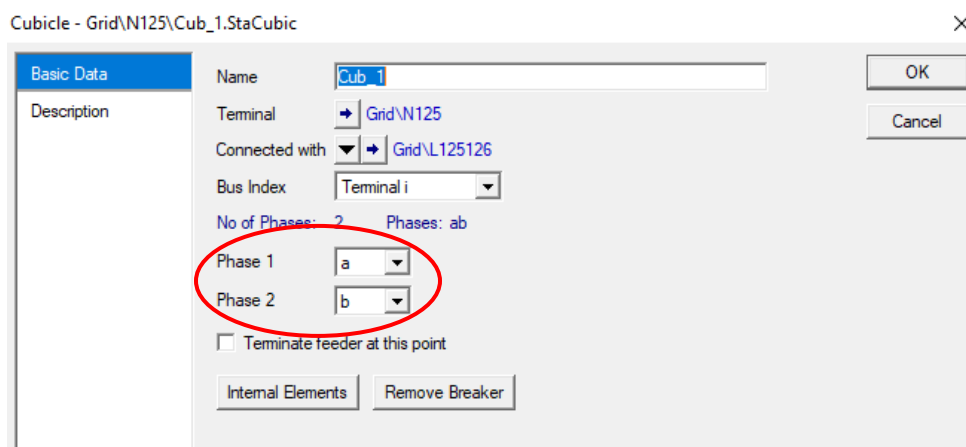 Cubicle - Grid\N125\Cub_1.StaCubic
Basic Data
Description
Name Cub_1
Terminal Grid\N125
Connected with Grid\L125126
Bus Index Terminal i
No of Phases: 2 Phases: ab
Phase 1 a
Phase 2 b
Terminate feeder at this point
Internal Elements Remove Breaker
OK
Cancel